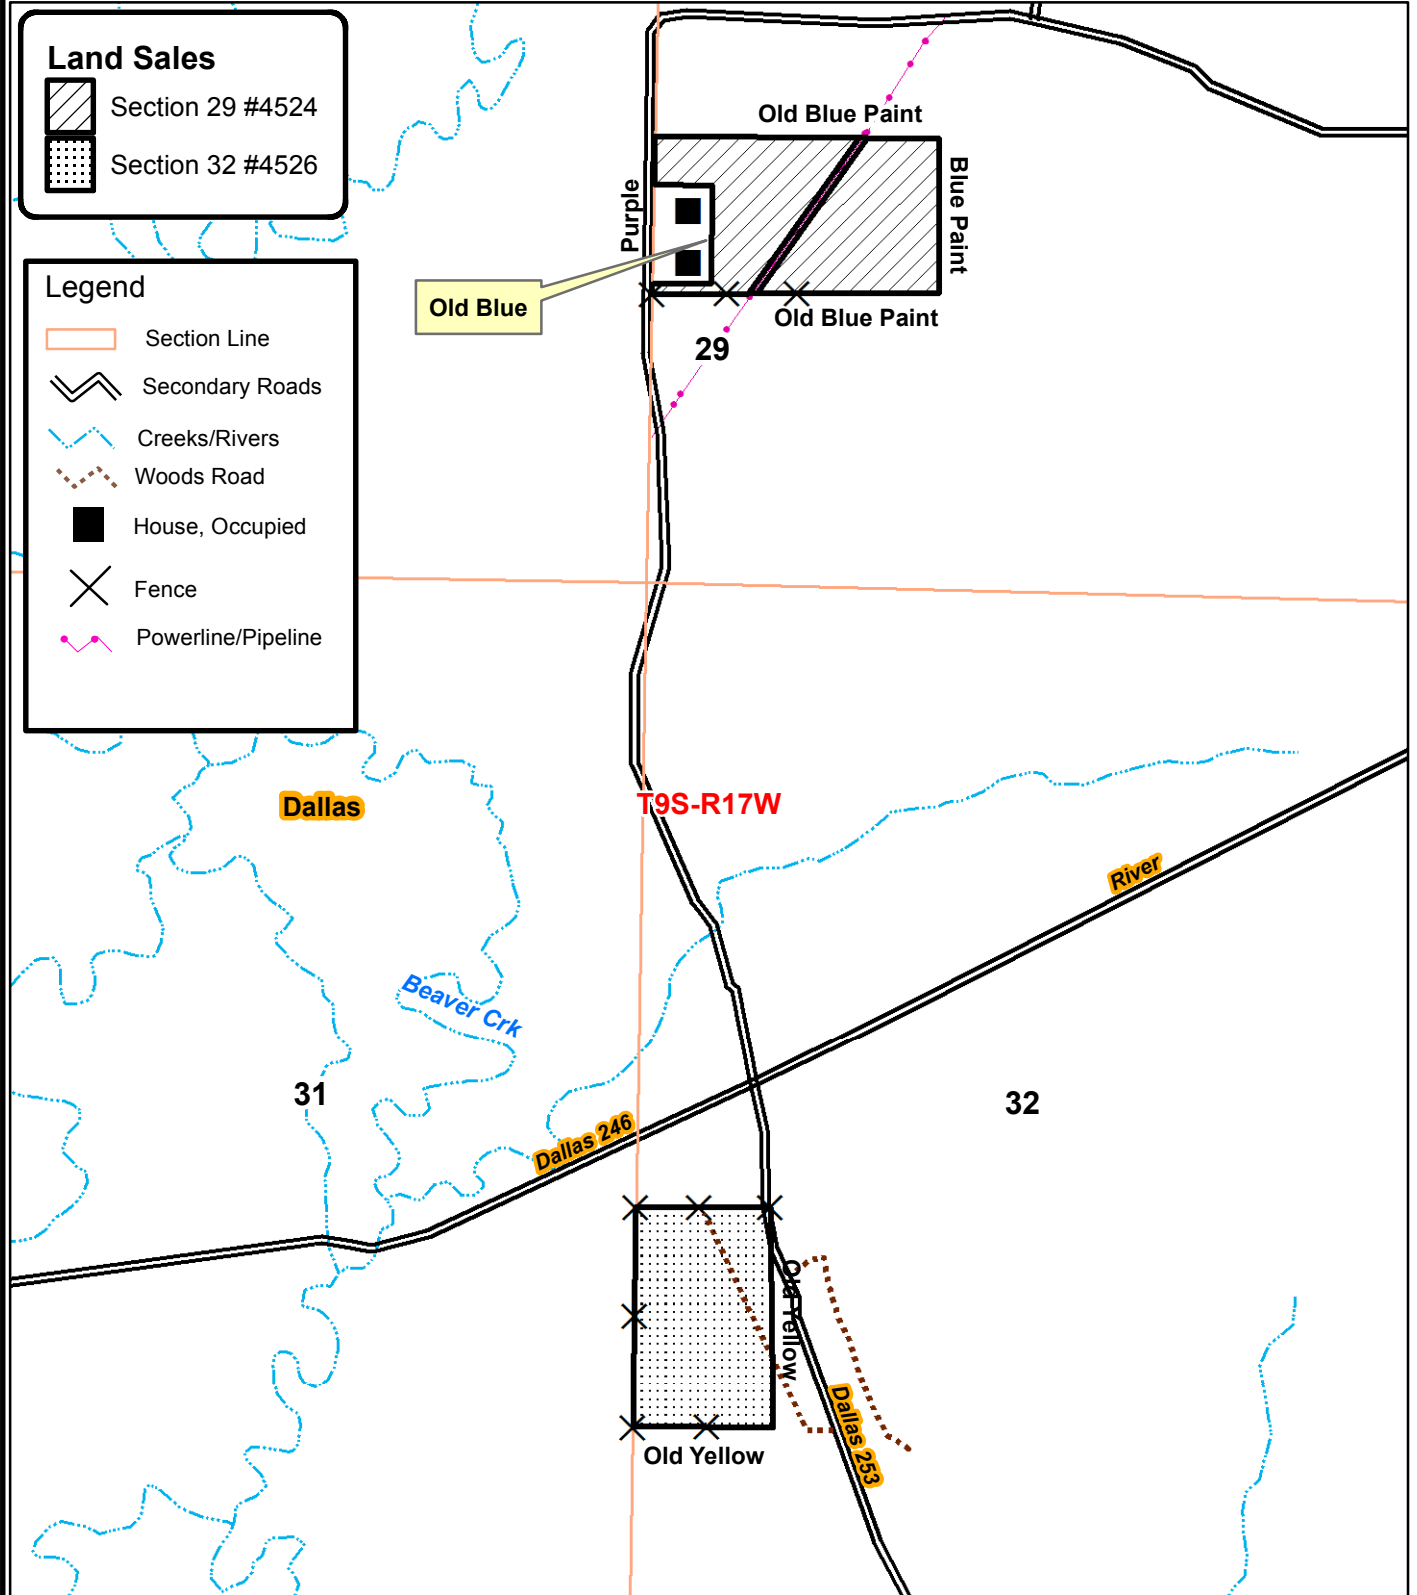 Land Sales
Section 29 #4524
Section 32 #4526
Old Blue Paint
Blue Paint
Purple
Old Blue
Old Blue Paint
29
Legend
Section Line
Secondary Roads
Creeks/Rivers
Woods Road
House, Occupied
Fence
Powerline/Pipeline
Dallas
T9S-R17W
River
Beaver Crk
31
32
Dallas 246
Old Yellow
Dallas 253
Old Yellow